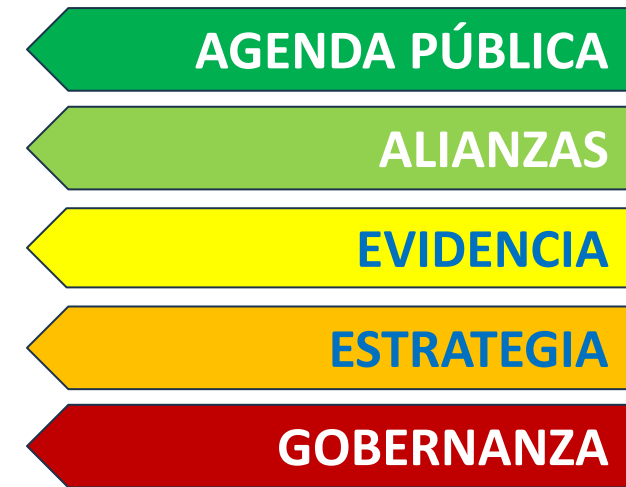 AGENDA PÚBLICA
ALIANZAS
EVIDENCIA
ESTRATEGIA
GOBERNANZA